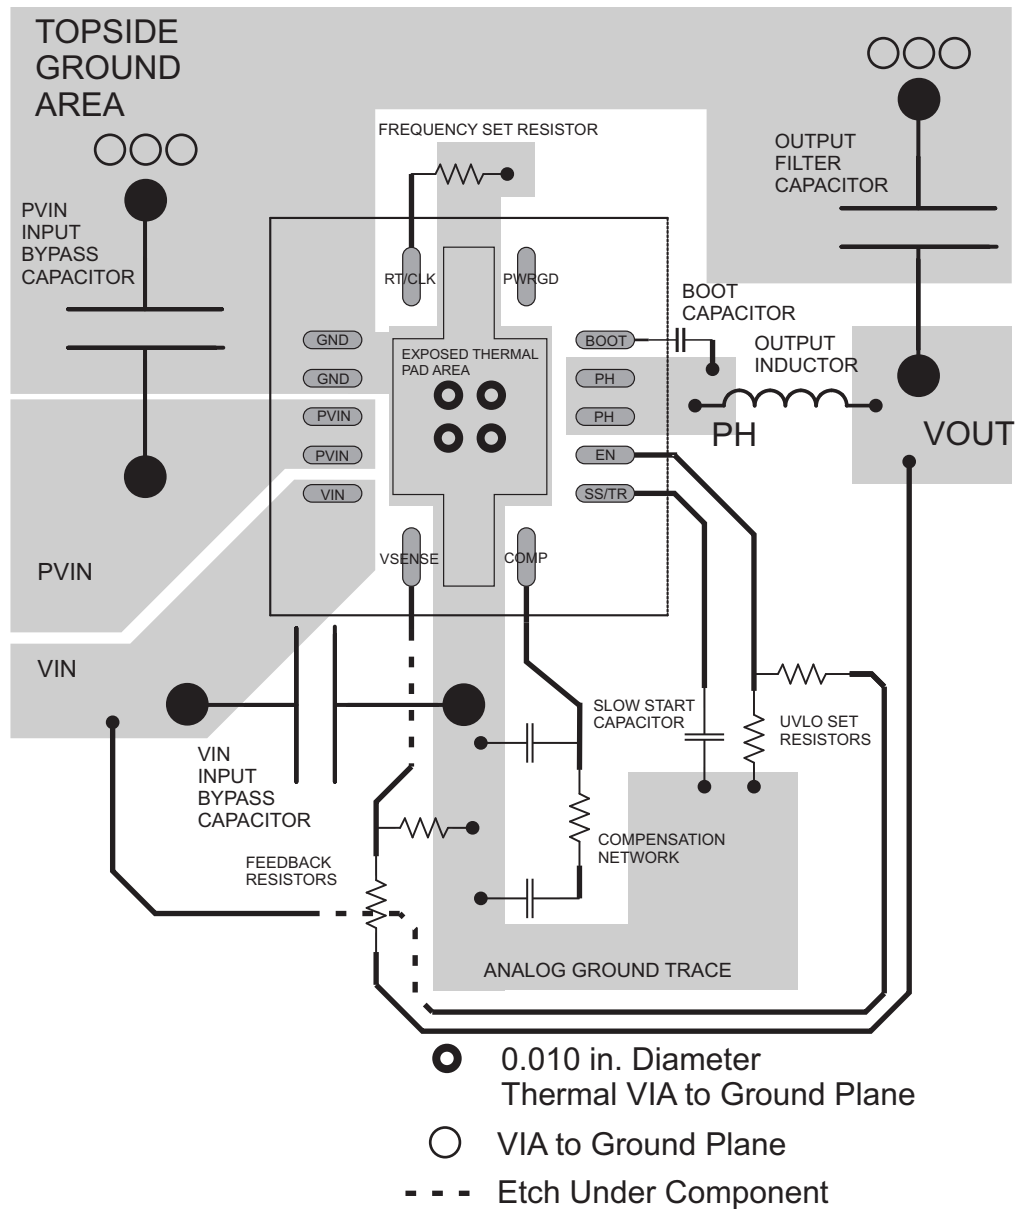 TOPSIDE
GROUND
AREA
FREQUENCY SET RESISTOR
OUTPUT
FILTER
CAPACITOR
PVIN
INPUT
BYPASS
CAPACITOR
RT/CLK
PWRGD
BOOT
CAPACITOR
GND
EXPOSED THERMAL
PAD AREA
BOOT
OUTPUT
INDUCTOR
GND
PH
PVIN
PH
PH
VOUT
PVIN
EN
VIN
SS/TR
VSENSE
COMP
PVIN
VIN
SLOW START
CAPACITOR
UVLO SET
RESISTORS
VIN
INPUT
BYPASS
CAPACITOR
COMPENSATION
NETWORK
FEEDBACK
RESISTORS
ANALOG GROUND TRACE
0.010 in. Diameter
Thermal VIA to Ground Plane
VIA to Ground Plane
Etch Under Component